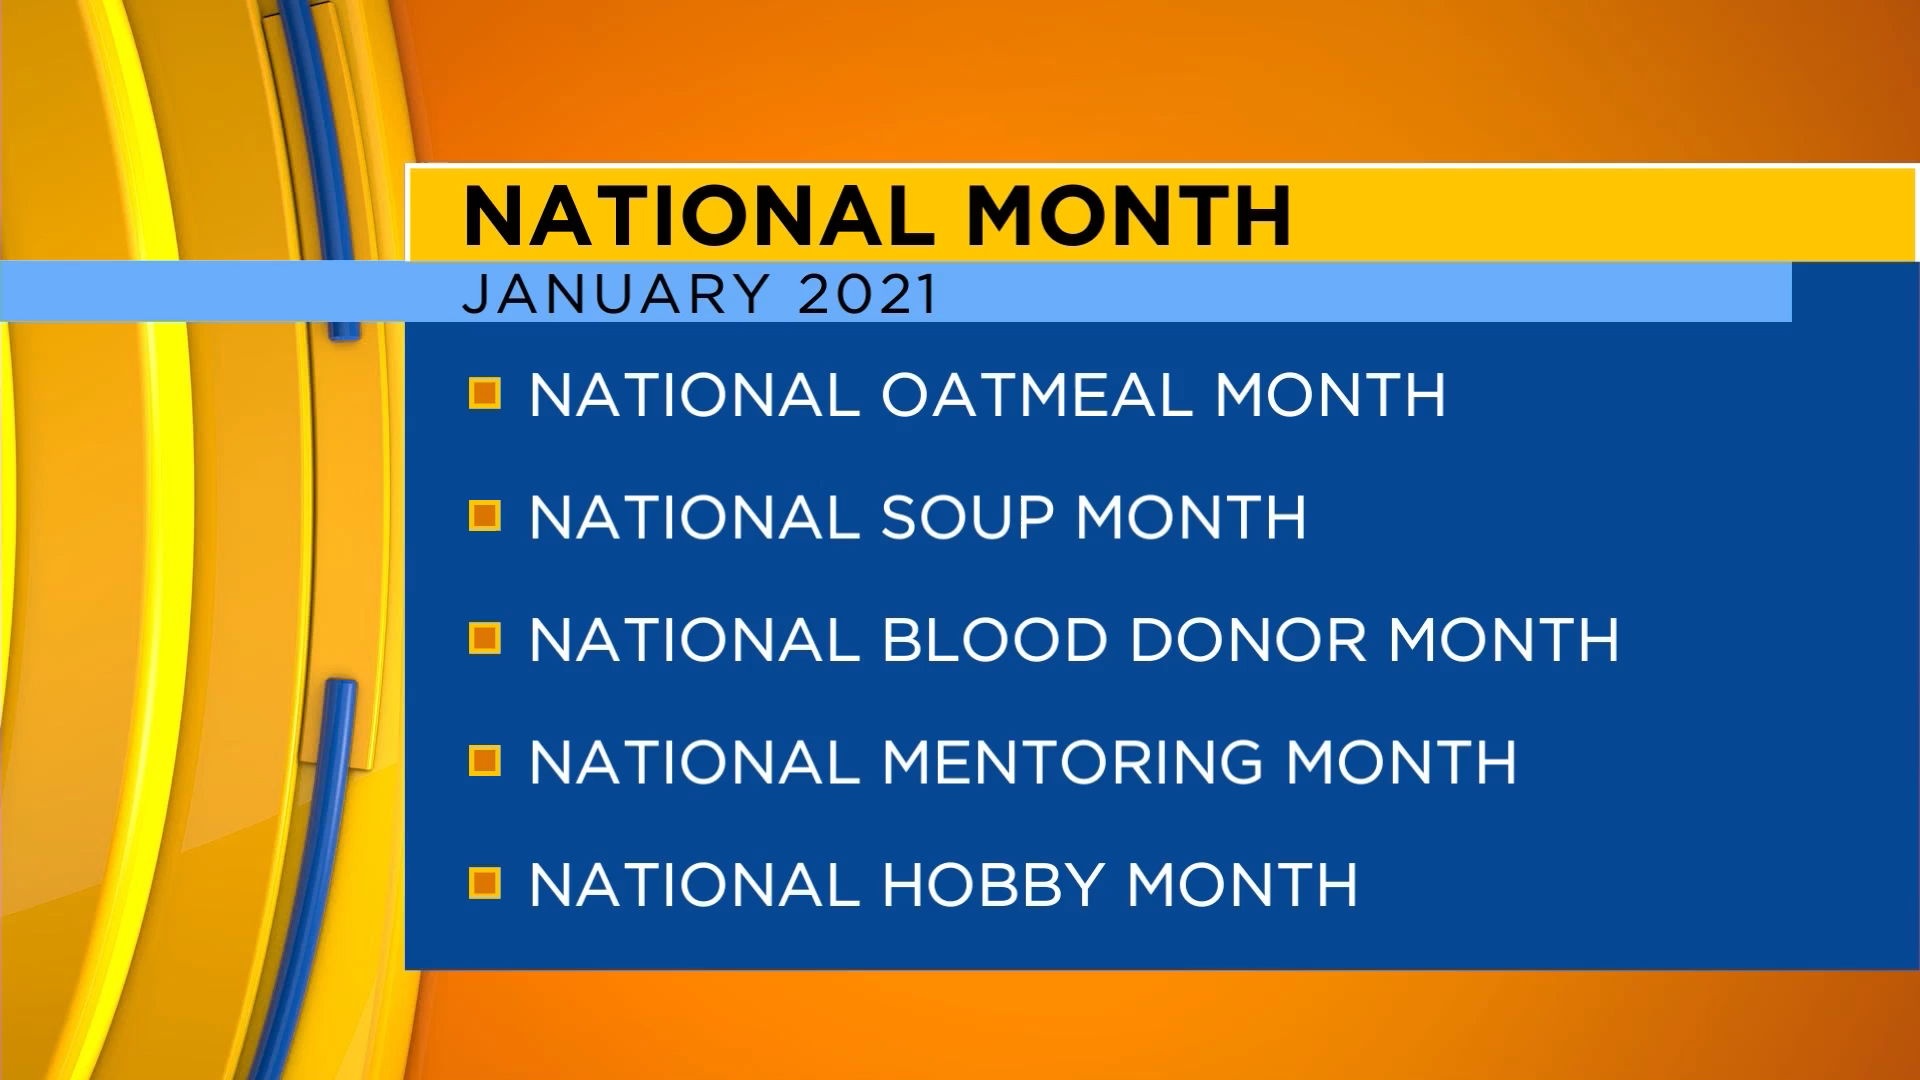 NATIONAL MONTH
JANUARY 2021
NATIONAL OATMEAL MONTH
NATIONAL SOUP MONTH
NATIONAL BLOOD DONOR MONTH
NATIONAL MENTORING MONTH
NATIONAL HOBBY MONTH